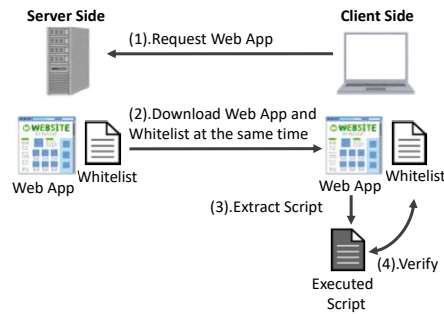 Server Side
Client Side
(1).Request Web App
(2).Download Web App and
Whitelist at the same time
WEBSITE
WEBSITE
Web App
Whitelist
Web App
Whitelist
(3).Extract Script
(4).Verify
Executed
Script